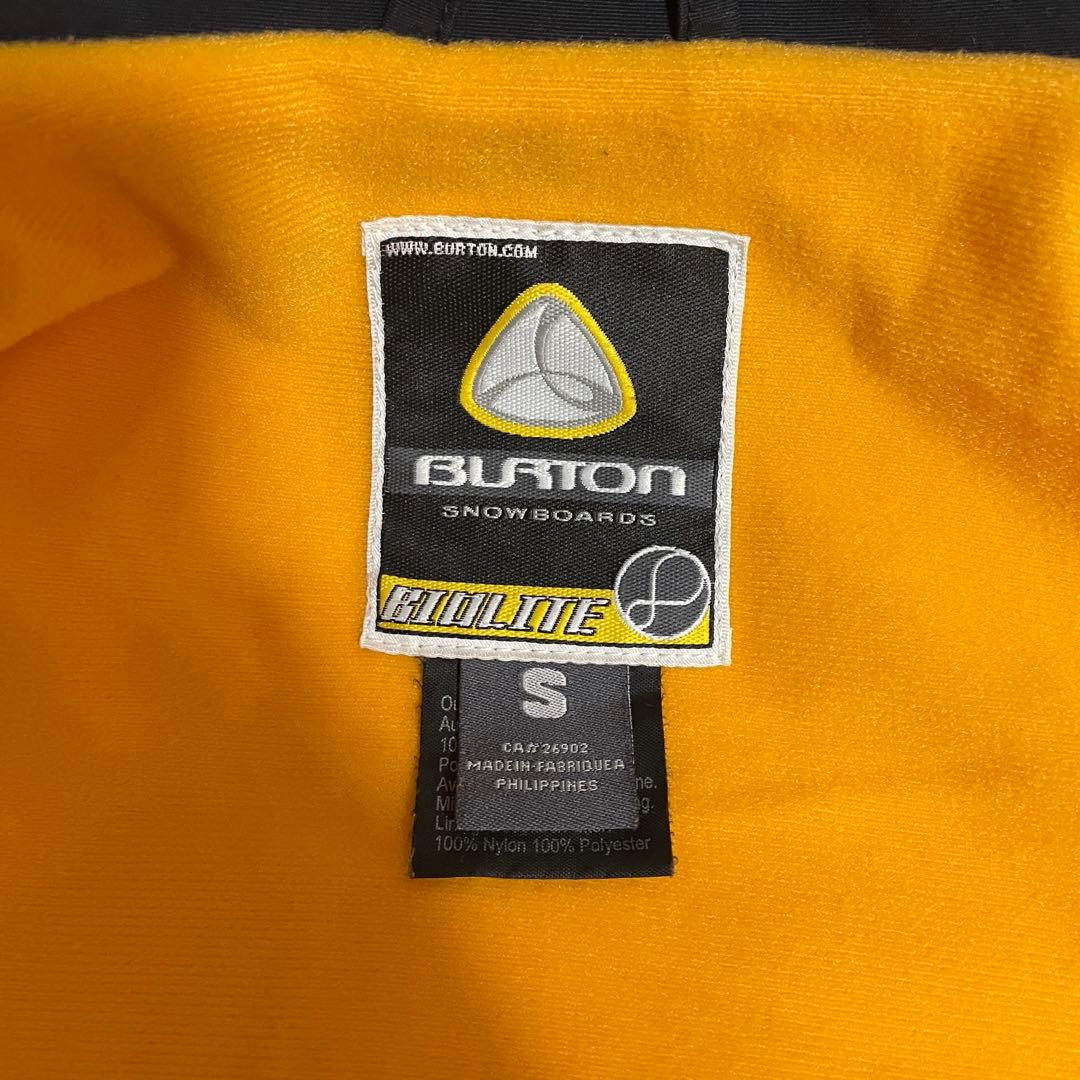 WWW.BURTON.COM
BURTON
SNOWBOARDS
BIOLITE
S
CA# 26902
MADEIN-FABRIQUEA
PHILIPPINES
100% Nylon 100% Polyester